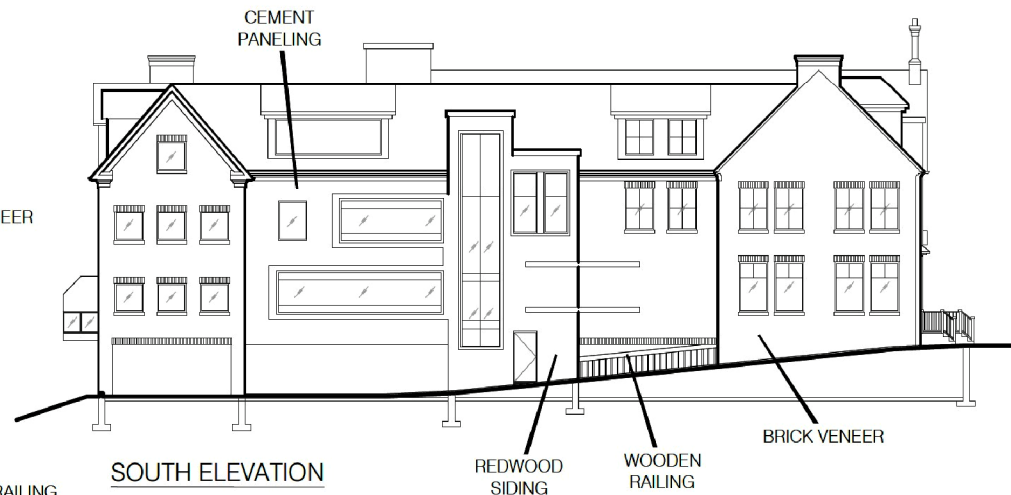 CEMENT
PANELING
EER
SOUTH ELEVATION
REDWOOD
SIDING
WOODEN
RAILING
BRICK VENEER
RAILING